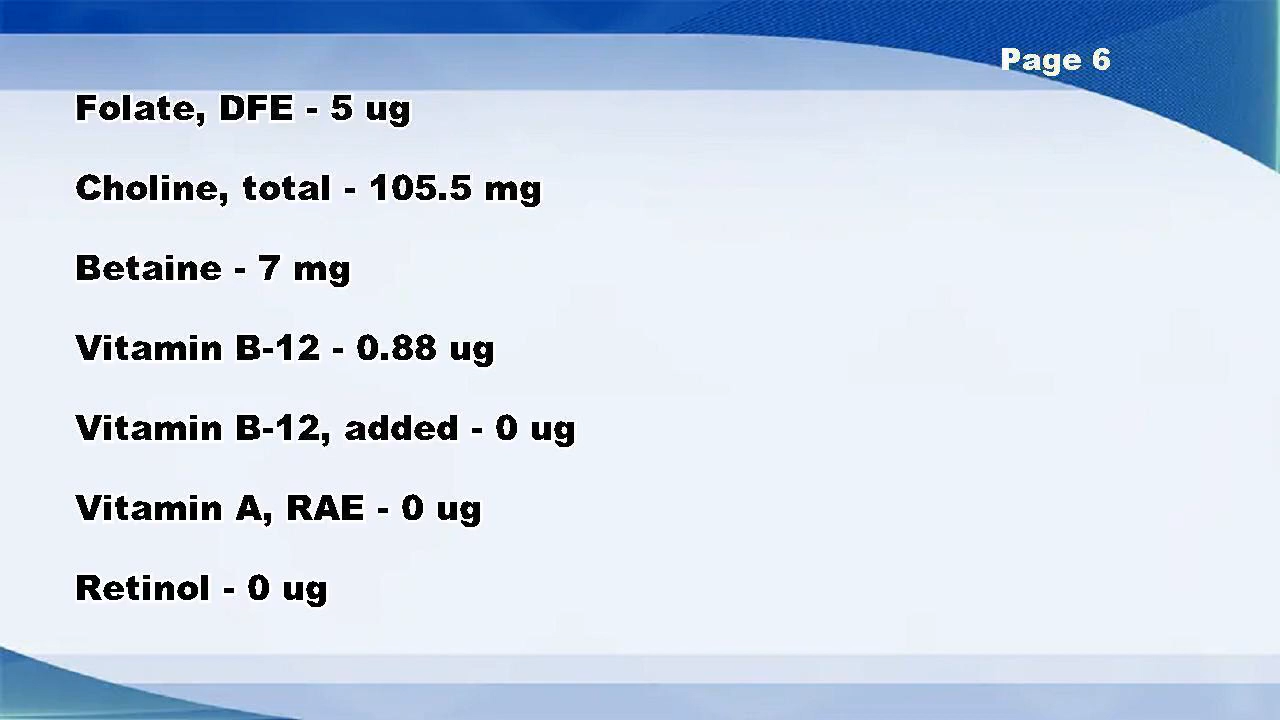 Page 6
Folate, DFE - 5 ug
Choline, total - 105.5 mg
Betaine - 7 mg
Vitamin B-12 - 0.88 ug
Vitamin B-12, added - 0 ug
Vitamin A, RAE - 0 ug
Retinol - 0 ug